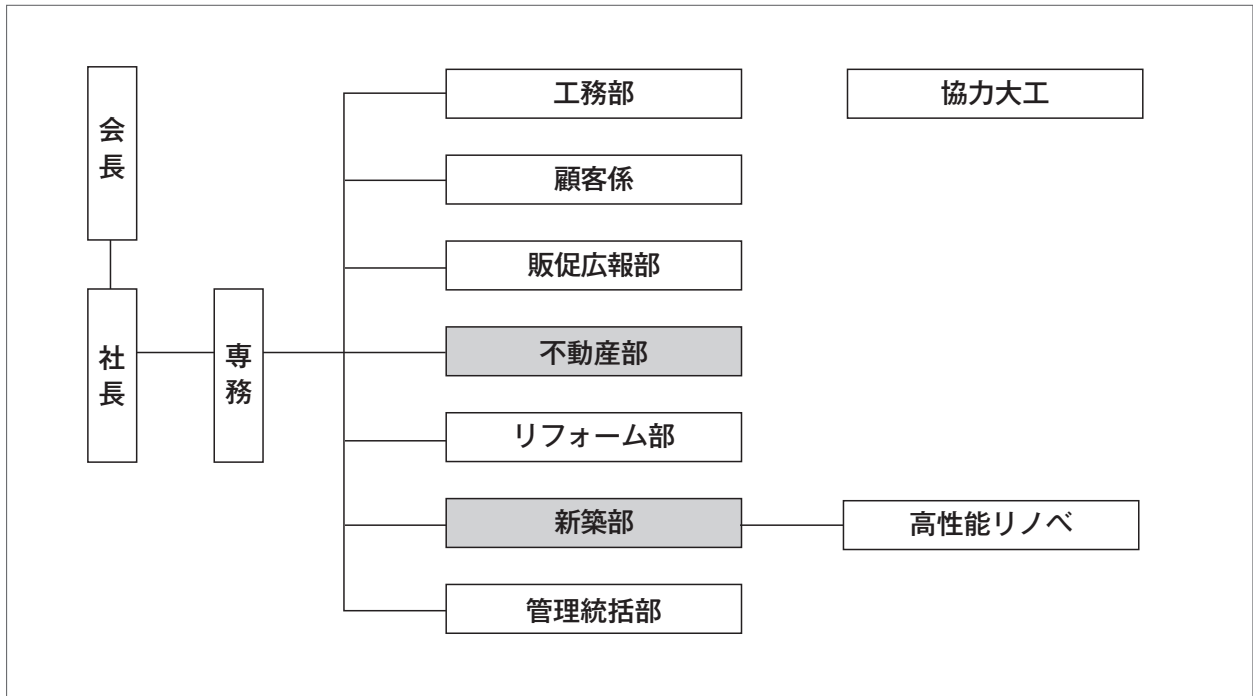 会長
社長
専務
工務部
協力大工
顧客係
販促広報部
不動産部
リフォーム部
新築部
高性能リノベ
管理統括部